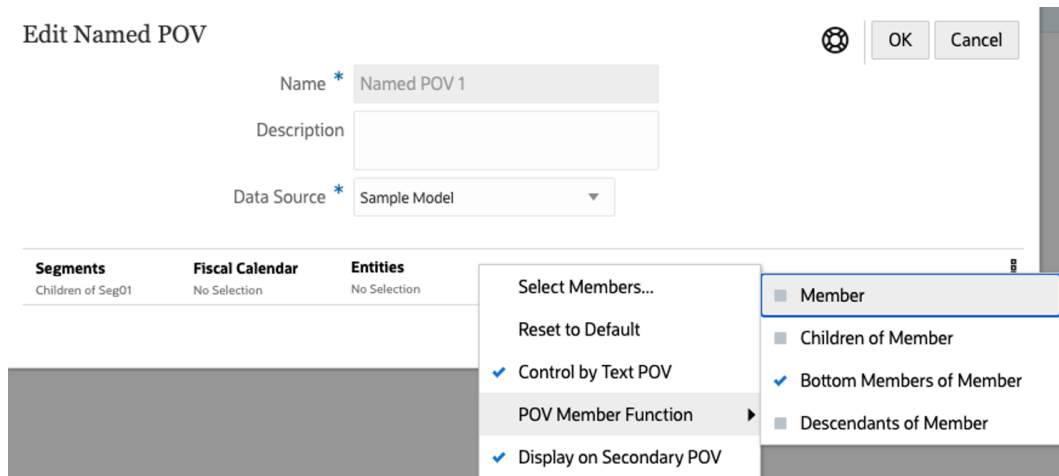 Edit Named POV
OK
Cancel
Name *
Named POV 1
Description
Data Source *
Sample Model
Segments
Fiscal Calendar
Entities
Children of Seg01
No Selection
No Selection
Select Members...
Reset to Default
Control by Text POV
POV Member Function
Display on Secondary POV
Member
Children of Member
Bottom Members of Member
Descendants of Member